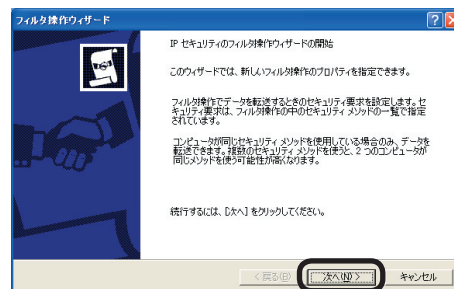 フィルタ操作ウィザード
IP セキュリティのフィルタ操作ウィザードの開始
このウィザードでは、新しいフィルタ操作のプロパティを指定できます。
フィルタ操作でデータを転送するときのセキュリティ要求を設定します。セ
キュリティ要求は、フィルタ操作の中のセキュリティ メソッドの一覧で指定
されています。
コンピュータが同じセキュリティ メソッドを使用している場合のみ、データを
転送できます。複数のセキュリティ メソッドを使うと、2 つのコンピュータが
同じメソッドを使う可能性が高くなります。
続行するには、[次へ] をクリックしてください。
< 戻る(B)
次へ(N) >
キャンセル